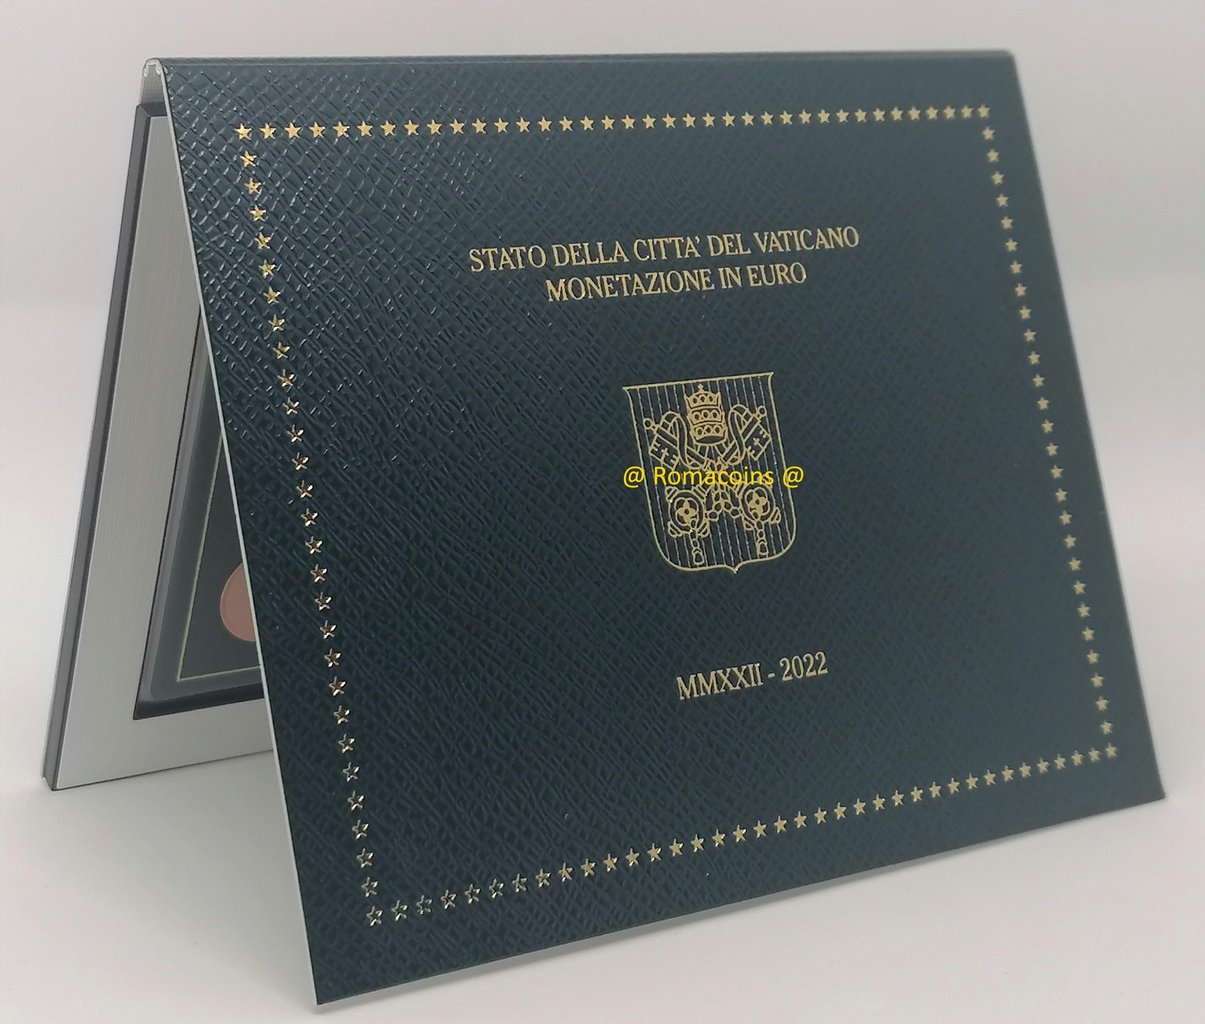 STATO DELLA CITTA' DEL VATICANO
MONETAZIONE IN EURO
@ Romacoins @
MMXXII - 2022